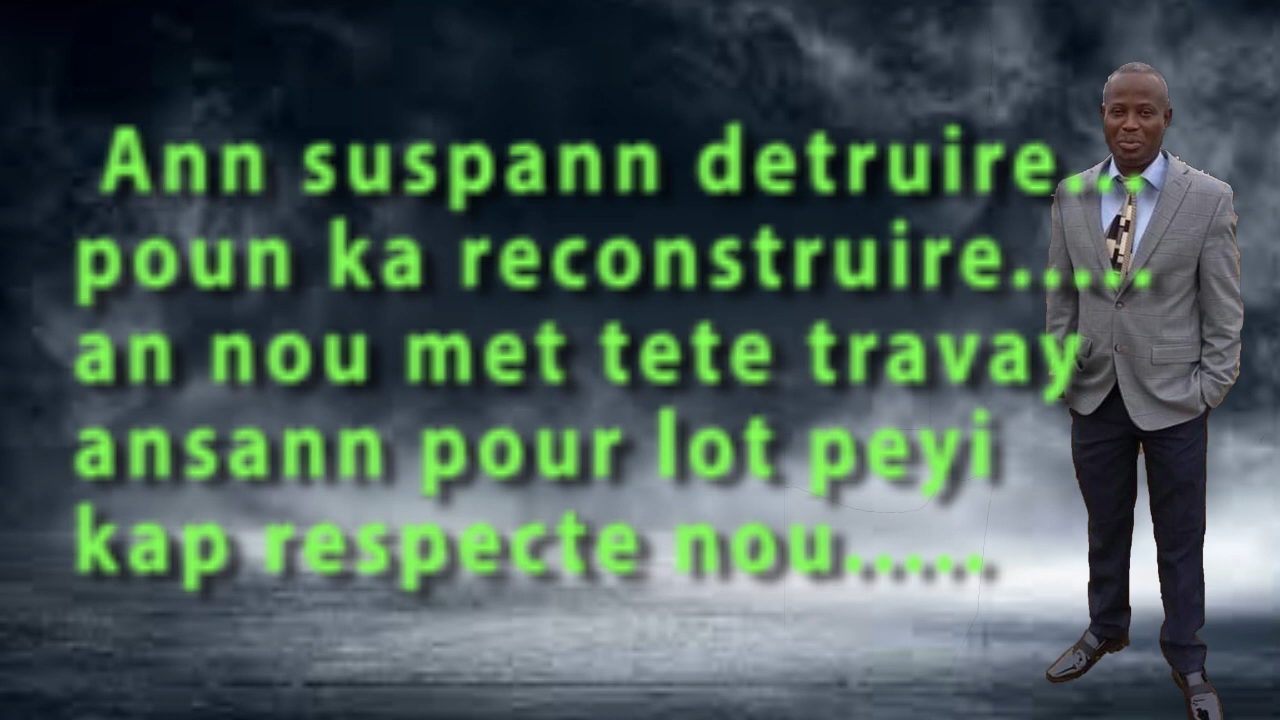 Ann suspann detruire...
poun ka reconstruire.....
an nou met tete travay
ansann pour lot peyi
kap respecte nou.....